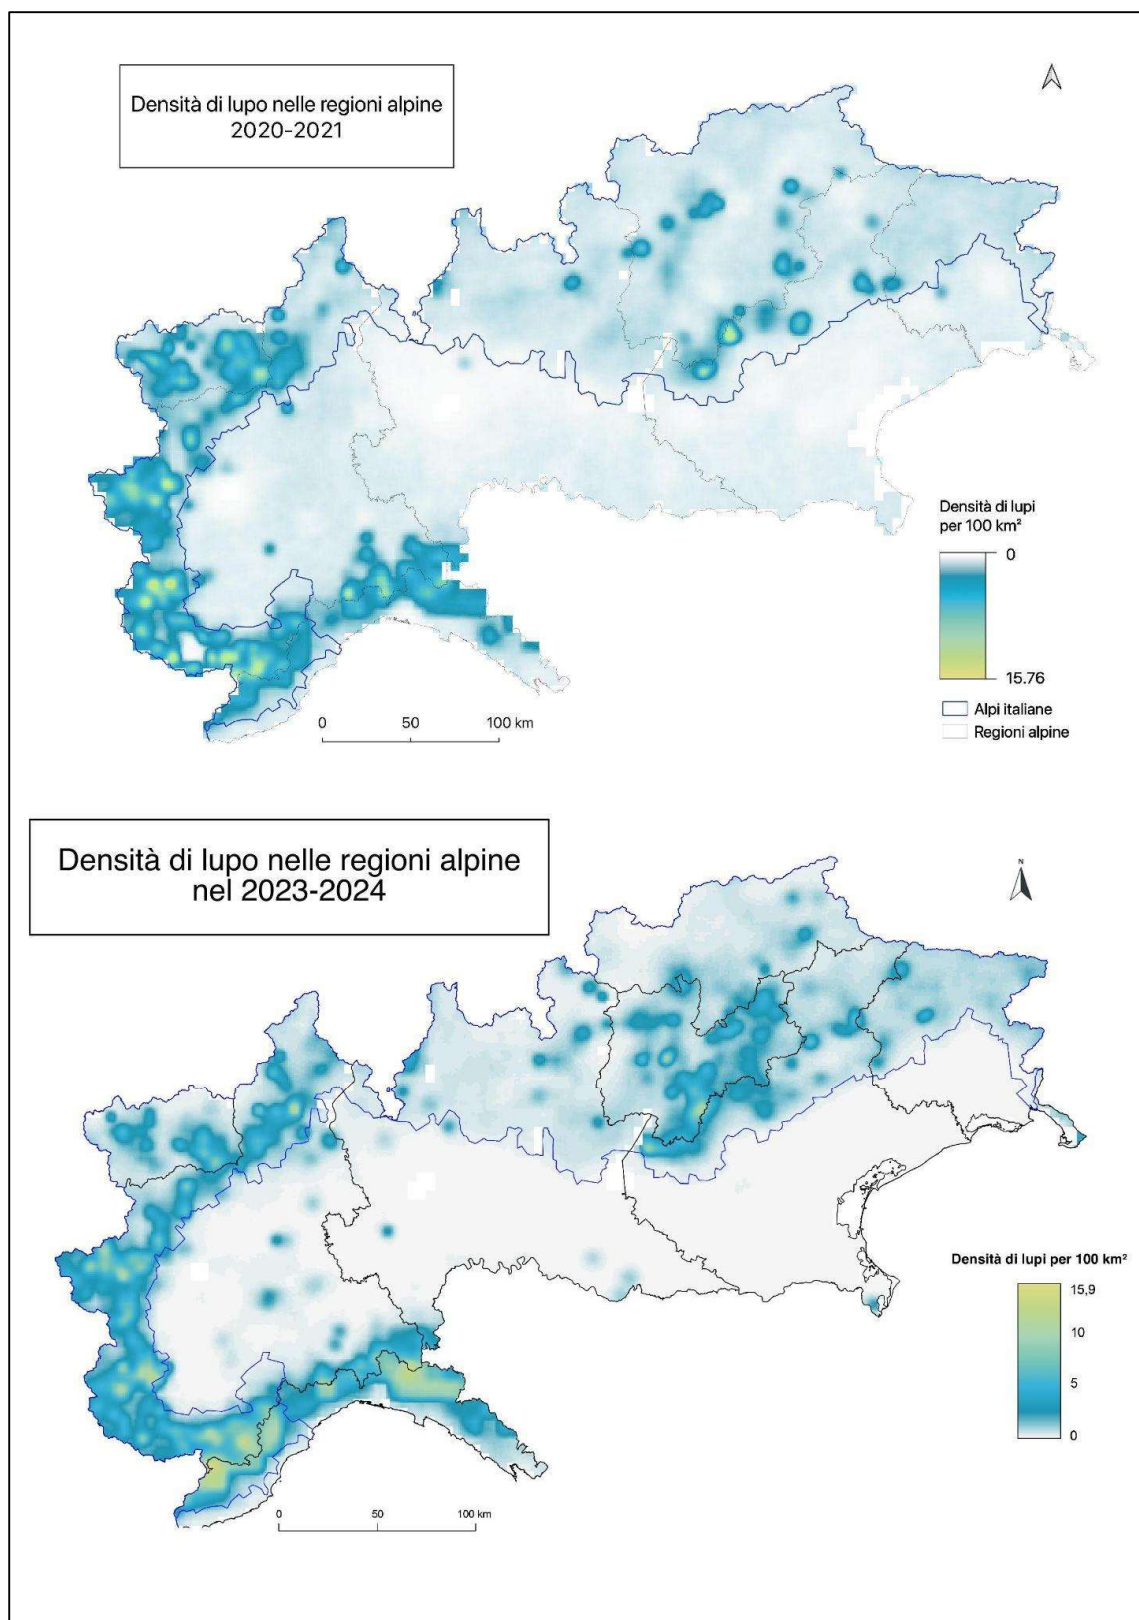 Densità di lupo nelle regioni alpine
2020-2021
Densità di lupi
per 100 km²
0
15.76
Alpi italiane
Regioni alpine
0 50 100 km
Densità di lupo nelle regioni alpine
nel 2023-2024
N
Densità di lupi per 100 km²
15,9
10
5
0
0 50 100 km